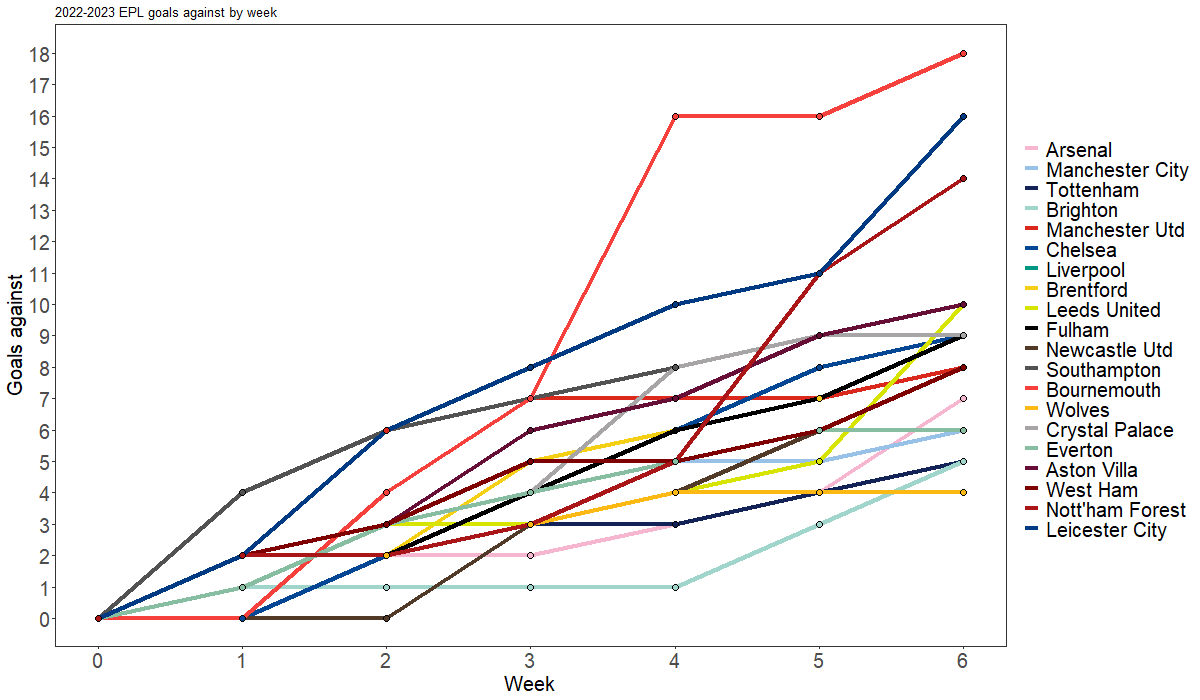 2022-2023 EPL goals against by week
Goals against
18
17
16
15
14
13
12
11
10
9
8
7
6
5
4
3
2
1
0
0 1 2 3 4 5 6
Week
Arsenal
Manchester City
Tottenham
Brighton
Manchester Utd
Chelsea
Liverpool
Brentford
Leeds United
Fulham
Newcastle Utd
Southampton
Bournemouth
Wolves
Crystal Palace
Everton
Aston Villa
West Ham
Nott'ham Forest
Leicester City